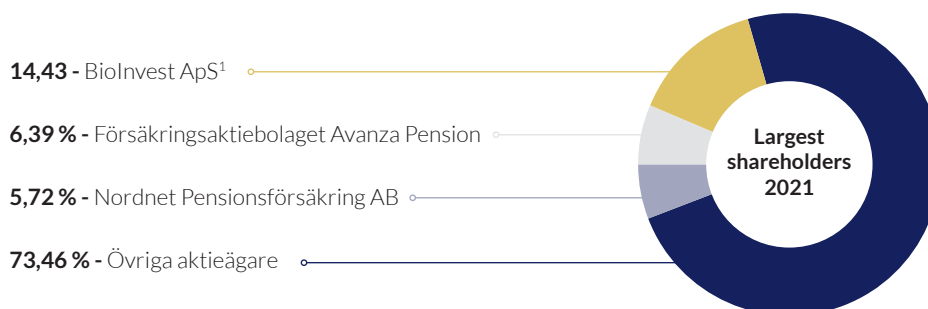 14,43 - BioInvest ApS¹
6,39 % - Försäkringsaktiebolaget Avanza Pension
5,72 % - Nordnet Pensionsförsäkring AB
73,46 % - Övriga aktieägare
Largest
shareholders
2021